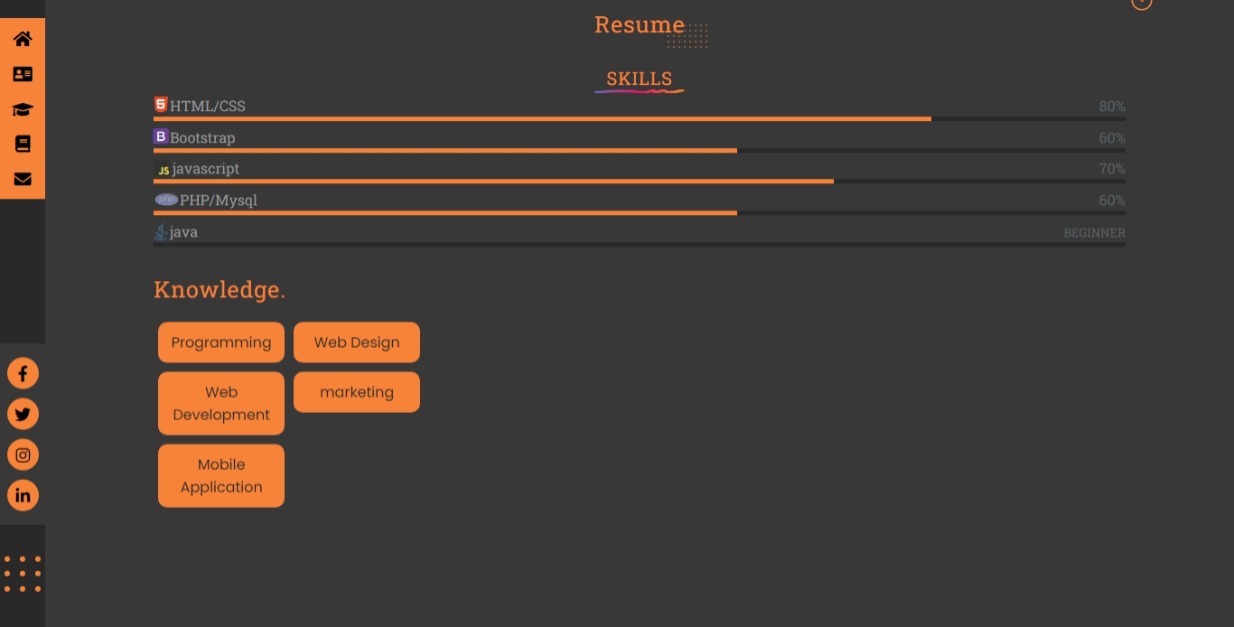 Resume
SKILLS
HTML/CSS 80%
B Bootstrap 60%
JS javascript 70%
PHP/Mysql 60%
java BEGINNER
Knowledge.
Programming
Web Design
Web
Development
marketing
Mobile
Application